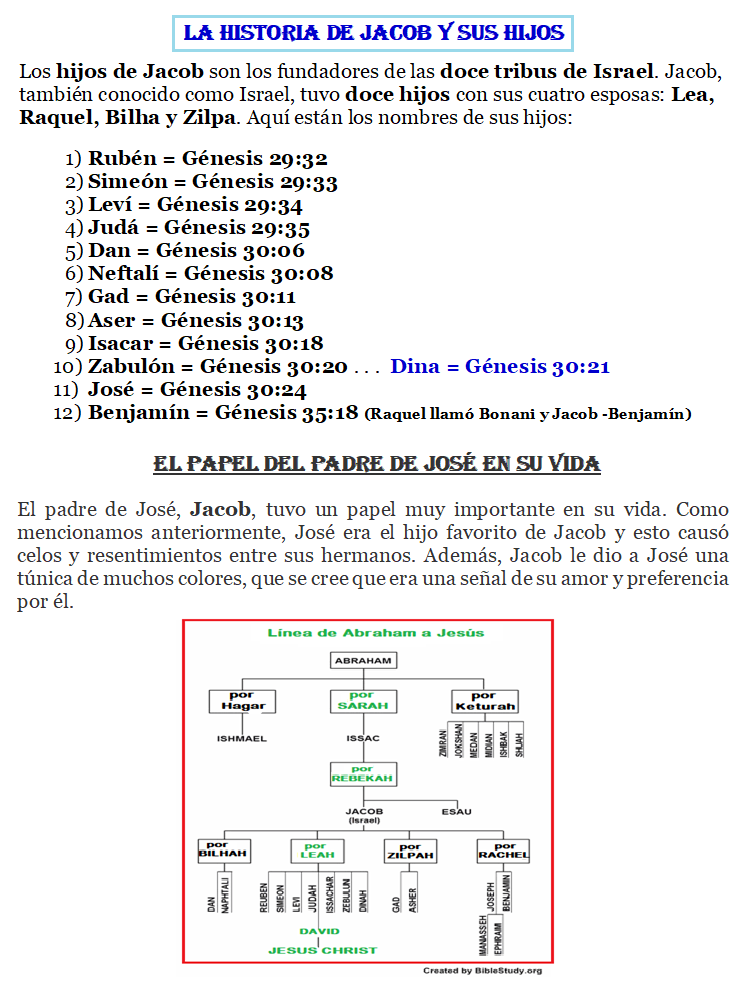 LA HISTORIA DE JACOB Y SUS HIJOS
Los hijos de Jacob son los fundadores de las doce tribus de Israel. Jacob,
también conocido como Israel, tuvo doce hijos con sus cuatro esposas: Lea,
Raquel, Bilha y Zilpa. Aquí están los nombres de sus hijos:
1) Rubén = Génesis 29:32
2) Simeón = Génesis 29:33
3) Leví = Génesis 29:34
4) Judá = Génesis 29:35
5) Dan = Génesis 30:06
6) Neftalí = Génesis 30:08
7) Gad = Génesis 30:11
8) Aser = Génesis 30:13
9) Isacar = Génesis 30:18
10) Zabulón = Génesis 30:20 . . . Dina = Génesis 30:21
11) José = Génesis 30:24
12) Benjamín = Génesis 35:18 (Raquel llamó Bonani y Jacob -Benjamín)
EL PAPEL DEL PADRE DE JOSÉ EN SU VIDA
El padre de José, Jacob, tuvo un papel muy importante en su vida. Como
mencionamos anteriormente, José era el hijo favorito de Jacob y esto causó
celos y resentimientos entre sus hermanos. Además, Jacob le dio a José una
túnica de muchos colores, que se cree que era una señal de su amor y preferencia
por él.
Línea de Abraham a Jesús
ABRAHAM
por Hagar
por SARAH
por Keturah
ISHMAEL
ISSAC
ZIMRAN
JOKSHAN
MEDAN
MIDIAN
ISHBAK
SHUAH
por REBEKAH
JACOB
(Israel)
ESAU
por BILHAH
por LEAH
por ZILPAH
por RACHEL
DAN
NAPHTALI
REUBEN
SIMEON
LEVI
JUDAH
ISSACHAR
ZEBULUN
DINAH
GAD
ASHER
JOSEPH
BENJAMIN
MANASSEH
EPHRAIM
DAVID
JESUS CHRIST
Created by BibleStudy.org